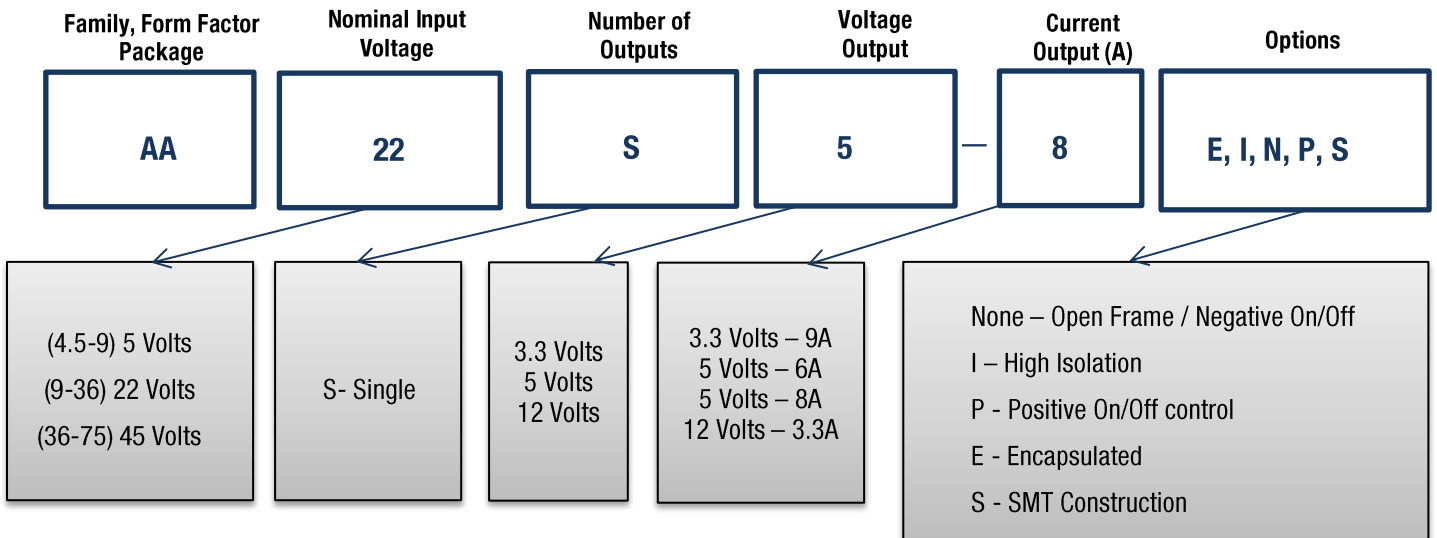 Family, Form Factor
Package
Nominal Input
Voltage
Number of
Outputs
Voltage
Output
Current
Output (A)
Options
AA
22
S
5
–
8
E, I, N, P, S
(4.5-9) 5 Volts
(9-36) 22 Volts
(36-75) 45 Volts
S- Single
3.3 Volts
5 Volts
12 Volts
3.3 Volts – 9A
5 Volts – 6A
5 Volts – 8A
12 Volts – 3.3A
None – Open Frame / Negative On/Off
I – High Isolation
P - Positive On/Off control
E - Encapsulated
S - SMT Construction